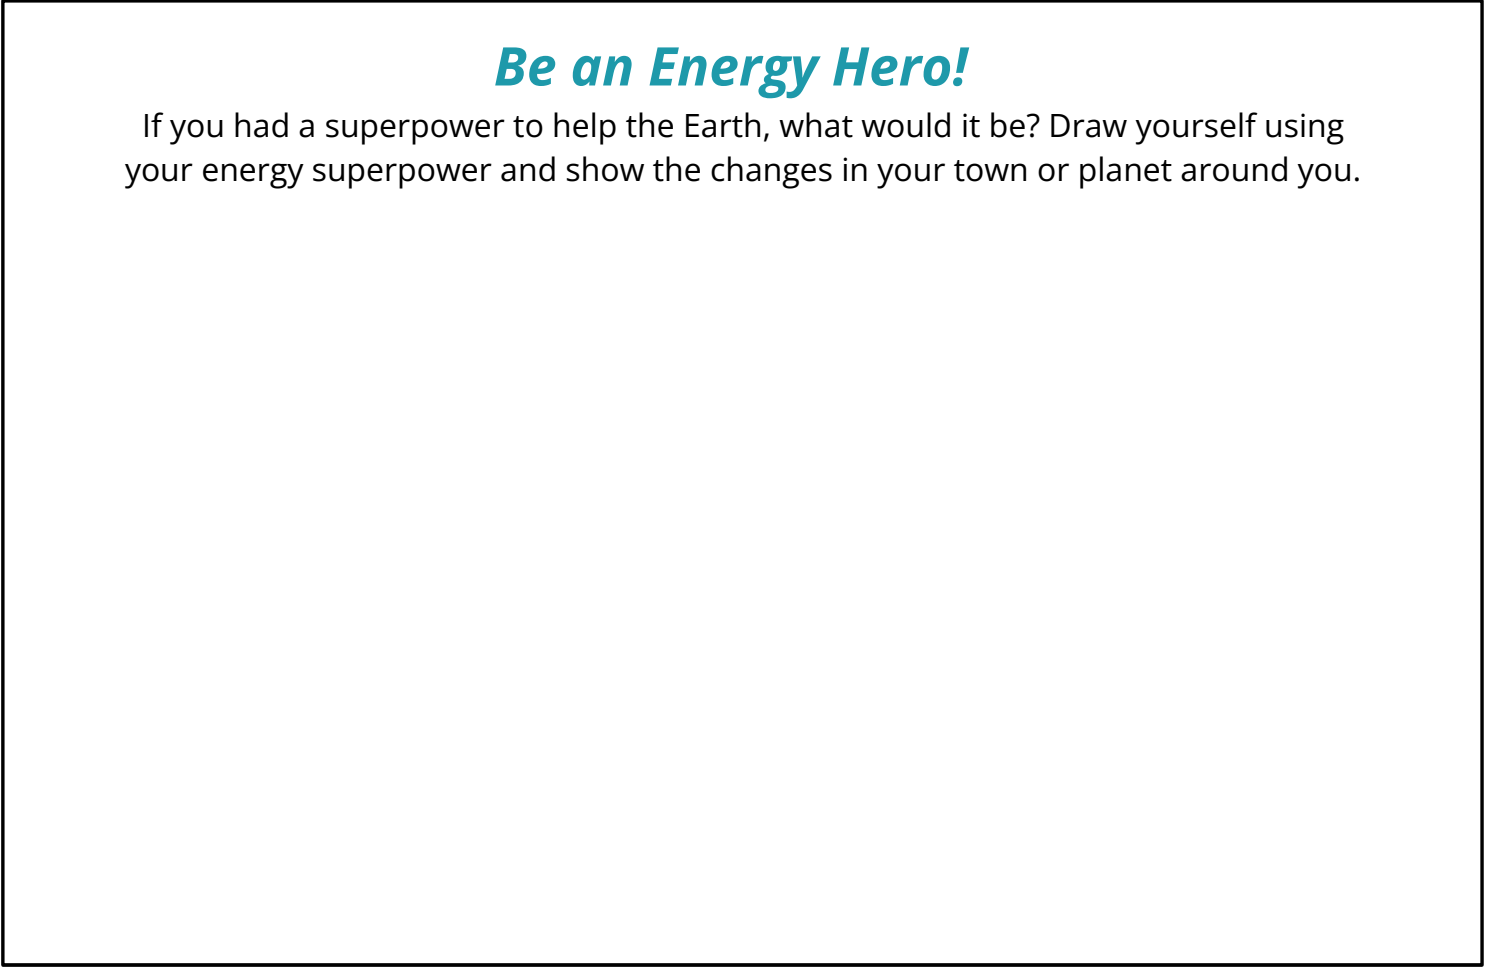 Be an Energy Hero!
If you had a superpower to help the Earth, what would it be? Draw yourself using
your energy superpower and show the changes in your town or planet around you.